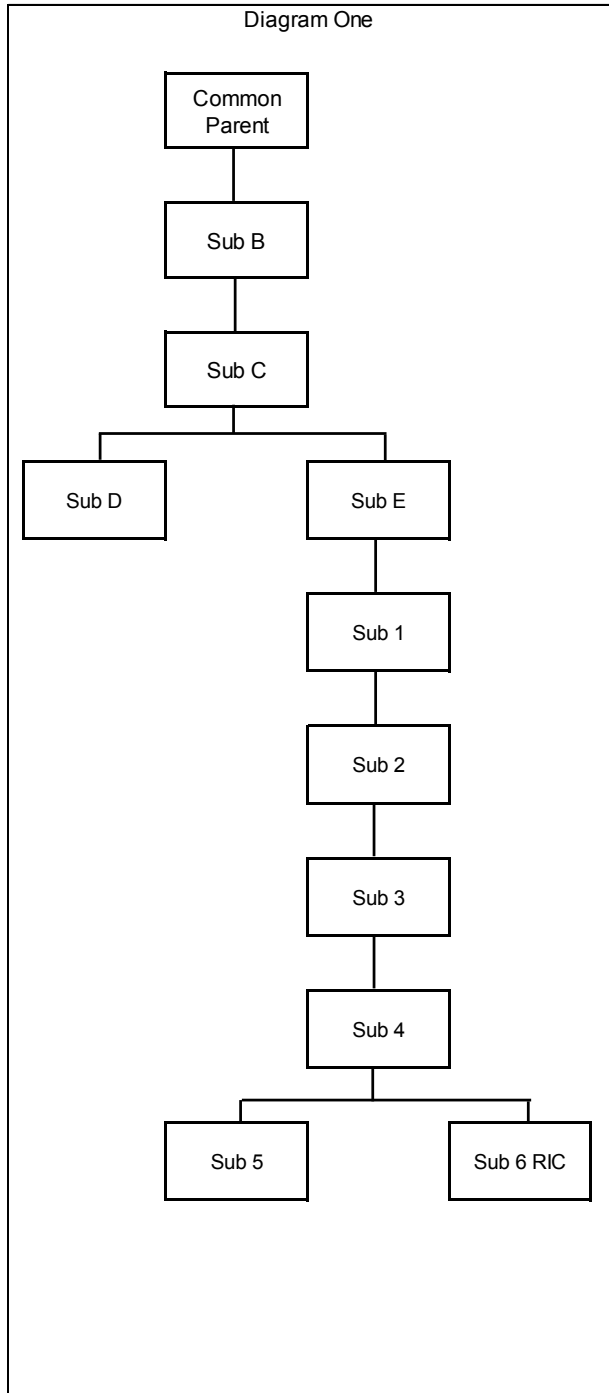 Diagram One
Common
Parent
Sub B
Sub C
Sub D
Sub E
Sub 1
Sub 2
Sub 3
Sub 4
Sub 5
Sub 6 RIC